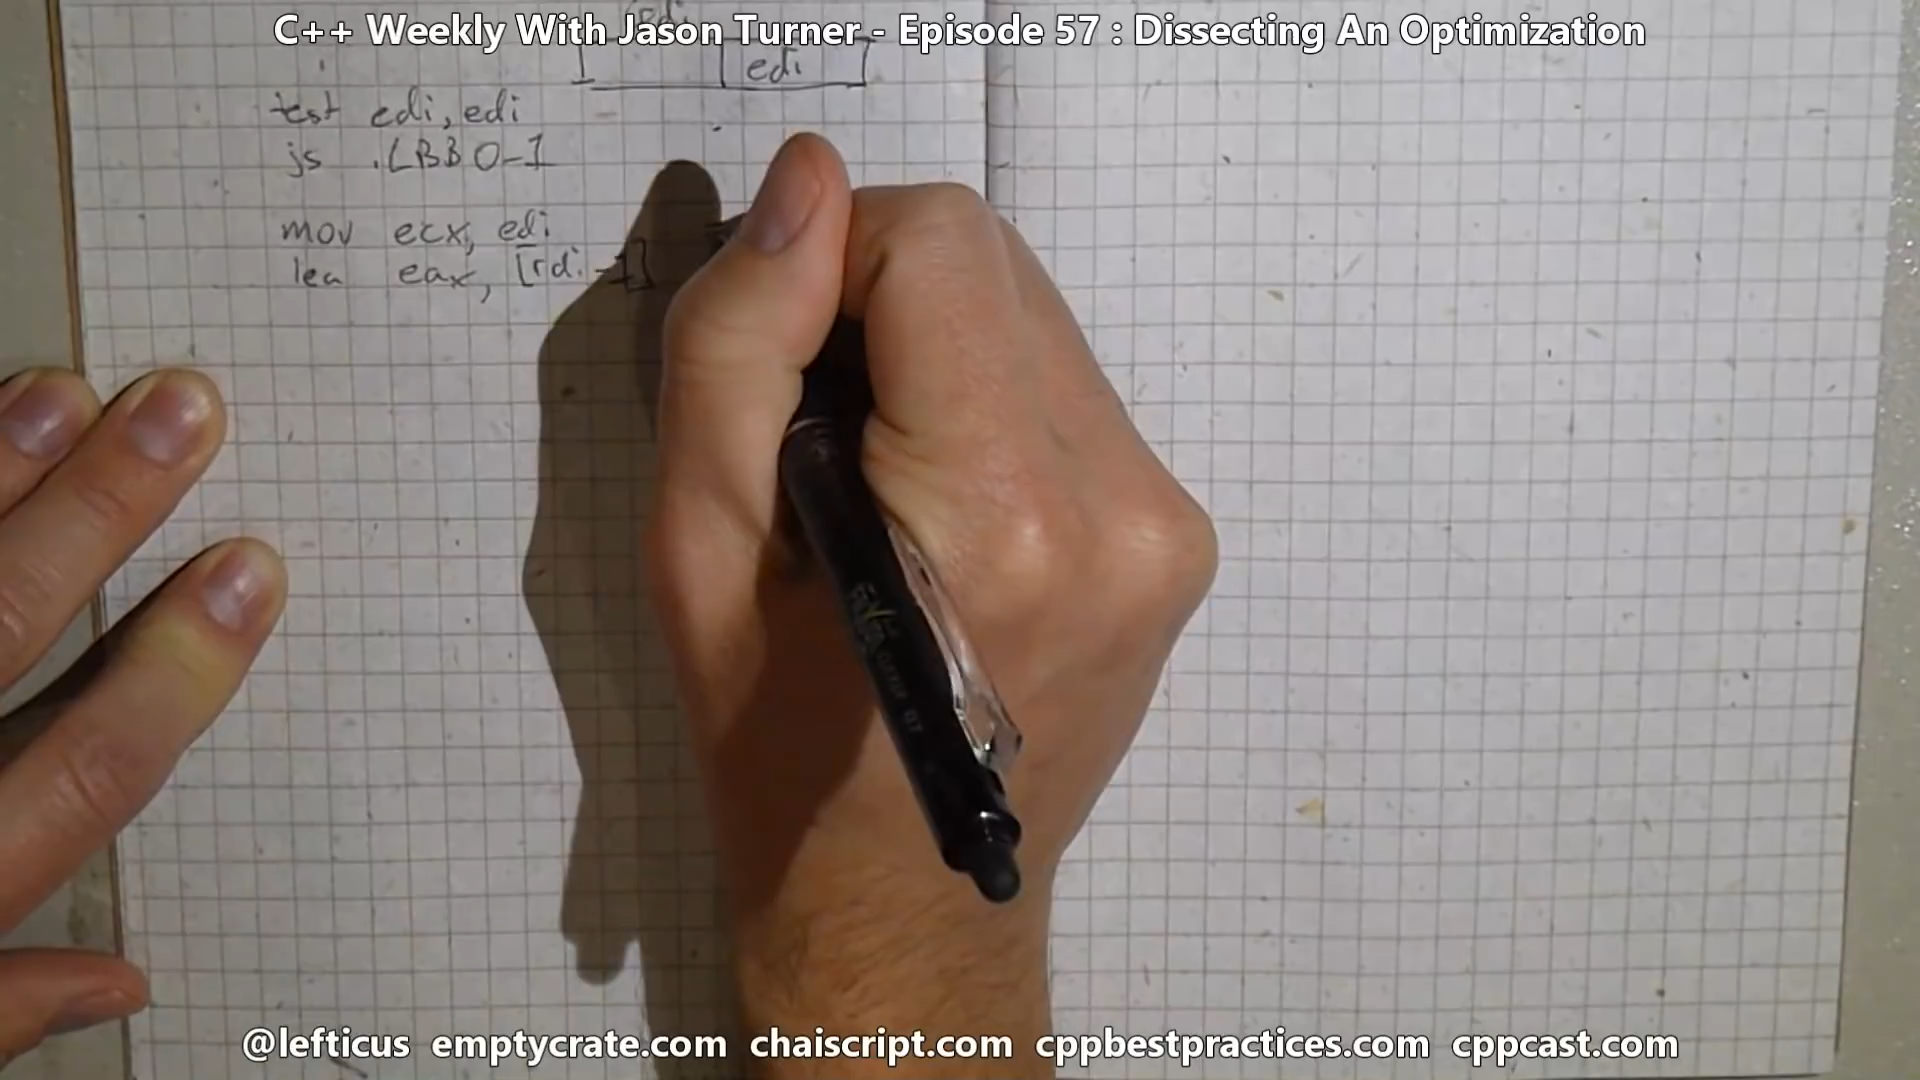 C++ Weekly With Jason Turner - Episode 57 : Dissecting An Optimization
edi
test edi, edi
js .LBB0-1
mov ecx, edi
lea eax, [rdi-1]
@lefticus emptycrate.com chaiscript.com cppbestpractices.com cppcast.com